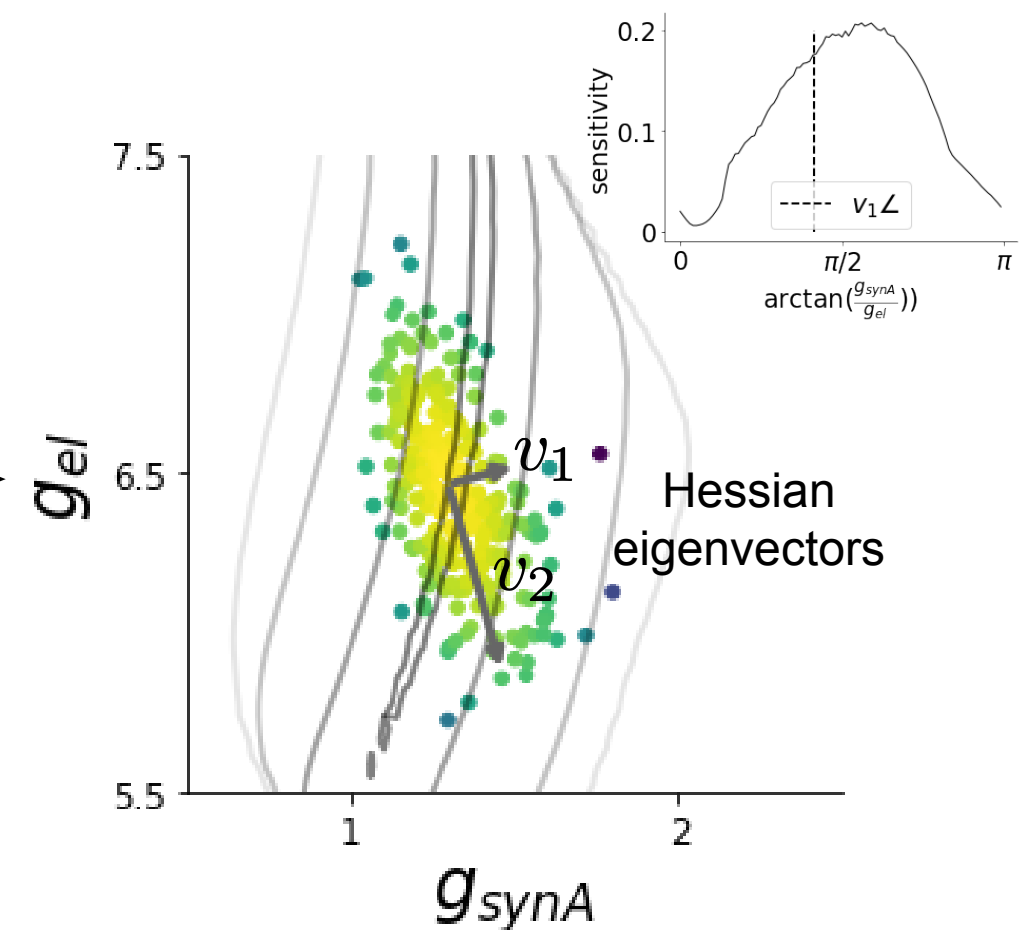 0.2
0.1
0
sensitivity
v₁∠
0
π/2
π
arctan(g_synA/g_el))
7.5
6.5
5.5
g_el
v₁
v₂
Hessian
eigenvectors
1
2
g_synA